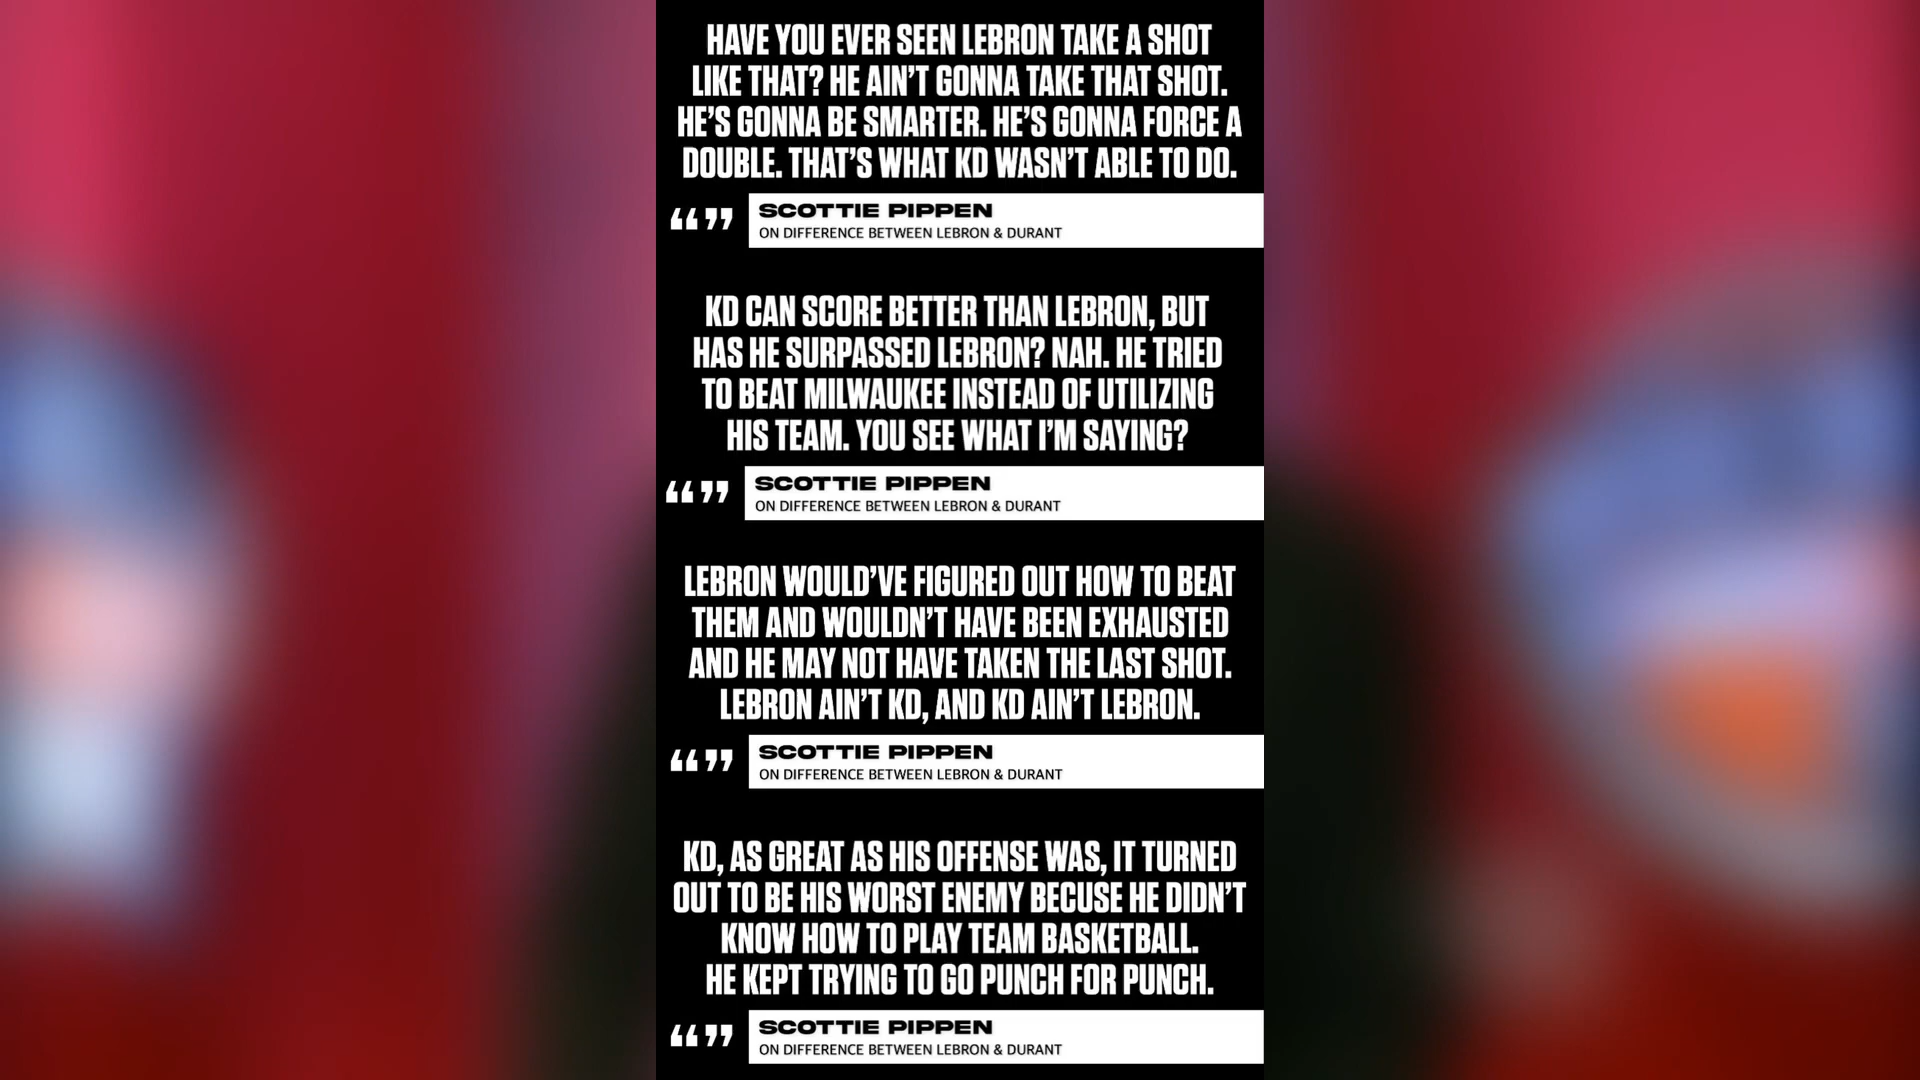 HAVE YOU EVER SEEN LEBRON TAKE A SHOT
LIKE THAT? HE AIN'T GONNA TAKE THAT SHOT.
HE'S GONNA BE SMARTER. HE'S GONNA FORCE A
DOUBLE. THAT'S WHAT KD WASN'T ABLE TO DO.
“” SCOTTIE PIPPEN
ON DIFFERENCE BETWEEN LEBRON & DURANT
KD CAN SCORE BETTER THAN LEBRON, BUT
HAS HE SURPASSED LEBRON? NAH. HE TRIED
TO BEAT MILWAUKEE INSTEAD OF UTILIZING
HIS TEAM. YOU SEE WHAT I'M SAYING?
“” SCOTTIE PIPPEN
ON DIFFERENCE BETWEEN LEBRON & DURANT
LEBRON WOULD'VE FIGURED OUT HOW TO BEAT
THEM AND WOULDN'T HAVE BEEN EXHAUSTED
AND HE MAY NOT HAVE TAKEN THE LAST SHOT.
LEBRON AIN'T KD, AND KD AIN'T LEBRON.
“” SCOTTIE PIPPEN
ON DIFFERENCE BETWEEN LEBRON & DURANT
KD, AS GREAT AS HIS OFFENSE WAS, IT TURNED
OUT TO BE HIS WORST ENEMY BECUSE HE DIDN'T
KNOW HOW TO PLAY TEAM BASKETBALL.
HE KEPT TRYING TO GO PUNCH FOR PUNCH.
“” SCOTTIE PIPPEN
ON DIFFERENCE BETWEEN LEBRON & DURANT